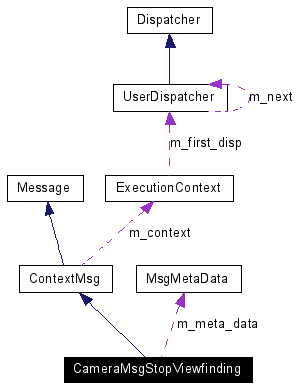 Dispatcher
UserDispatcher
m_next
m_first_disp
Message
ExecutionContext
m_context
ContextMsg
MsgMetaData
m_meta_data
CameraMsgStopViewfinding